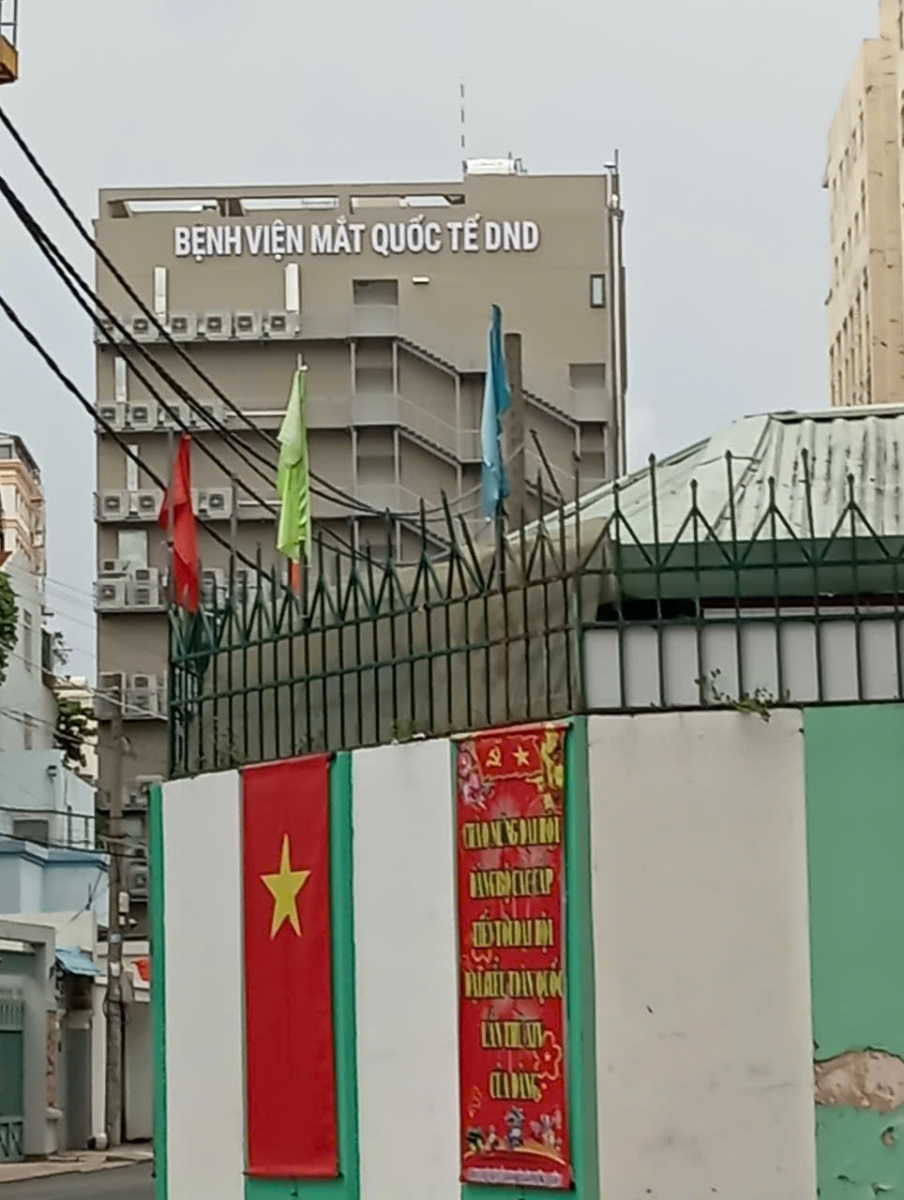 BỆNH VIỆN MẮT QUỐC TẾ DND
CHÀO MỪNG ĐẠI HỘI
ĐẢNG BỘ CÁC CẤP
TIẾN TỚI ĐẠI HỘI
ĐẠI BIỂU TOÀN QUỐC
LẦN THỨ XIV
CỦA ĐẢNG